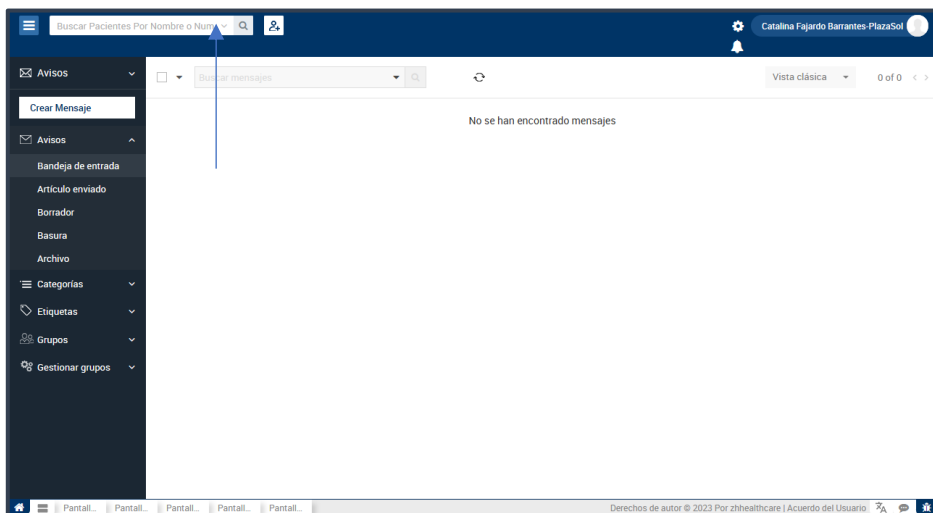 Buscar Pacientes Por Nombre o Num
Catalina Fajardo Barrantes-PlazaSol
Avisos
Buscar mensajes
Vista clásica
0 of 0
Crear Mensaje
No se han encontrado mensajes
Avisos
Bandeja de entrada
Artículo enviado
Borrador
Basura
Archivo
Categorías
Etiquetas
Grupos
Gestionar grupos
Pantall... Pantall... Pantall... Pantall... Pantall...
Derechos de autor © 2023 Por zhhealthcare | Acuerdo del Usuario